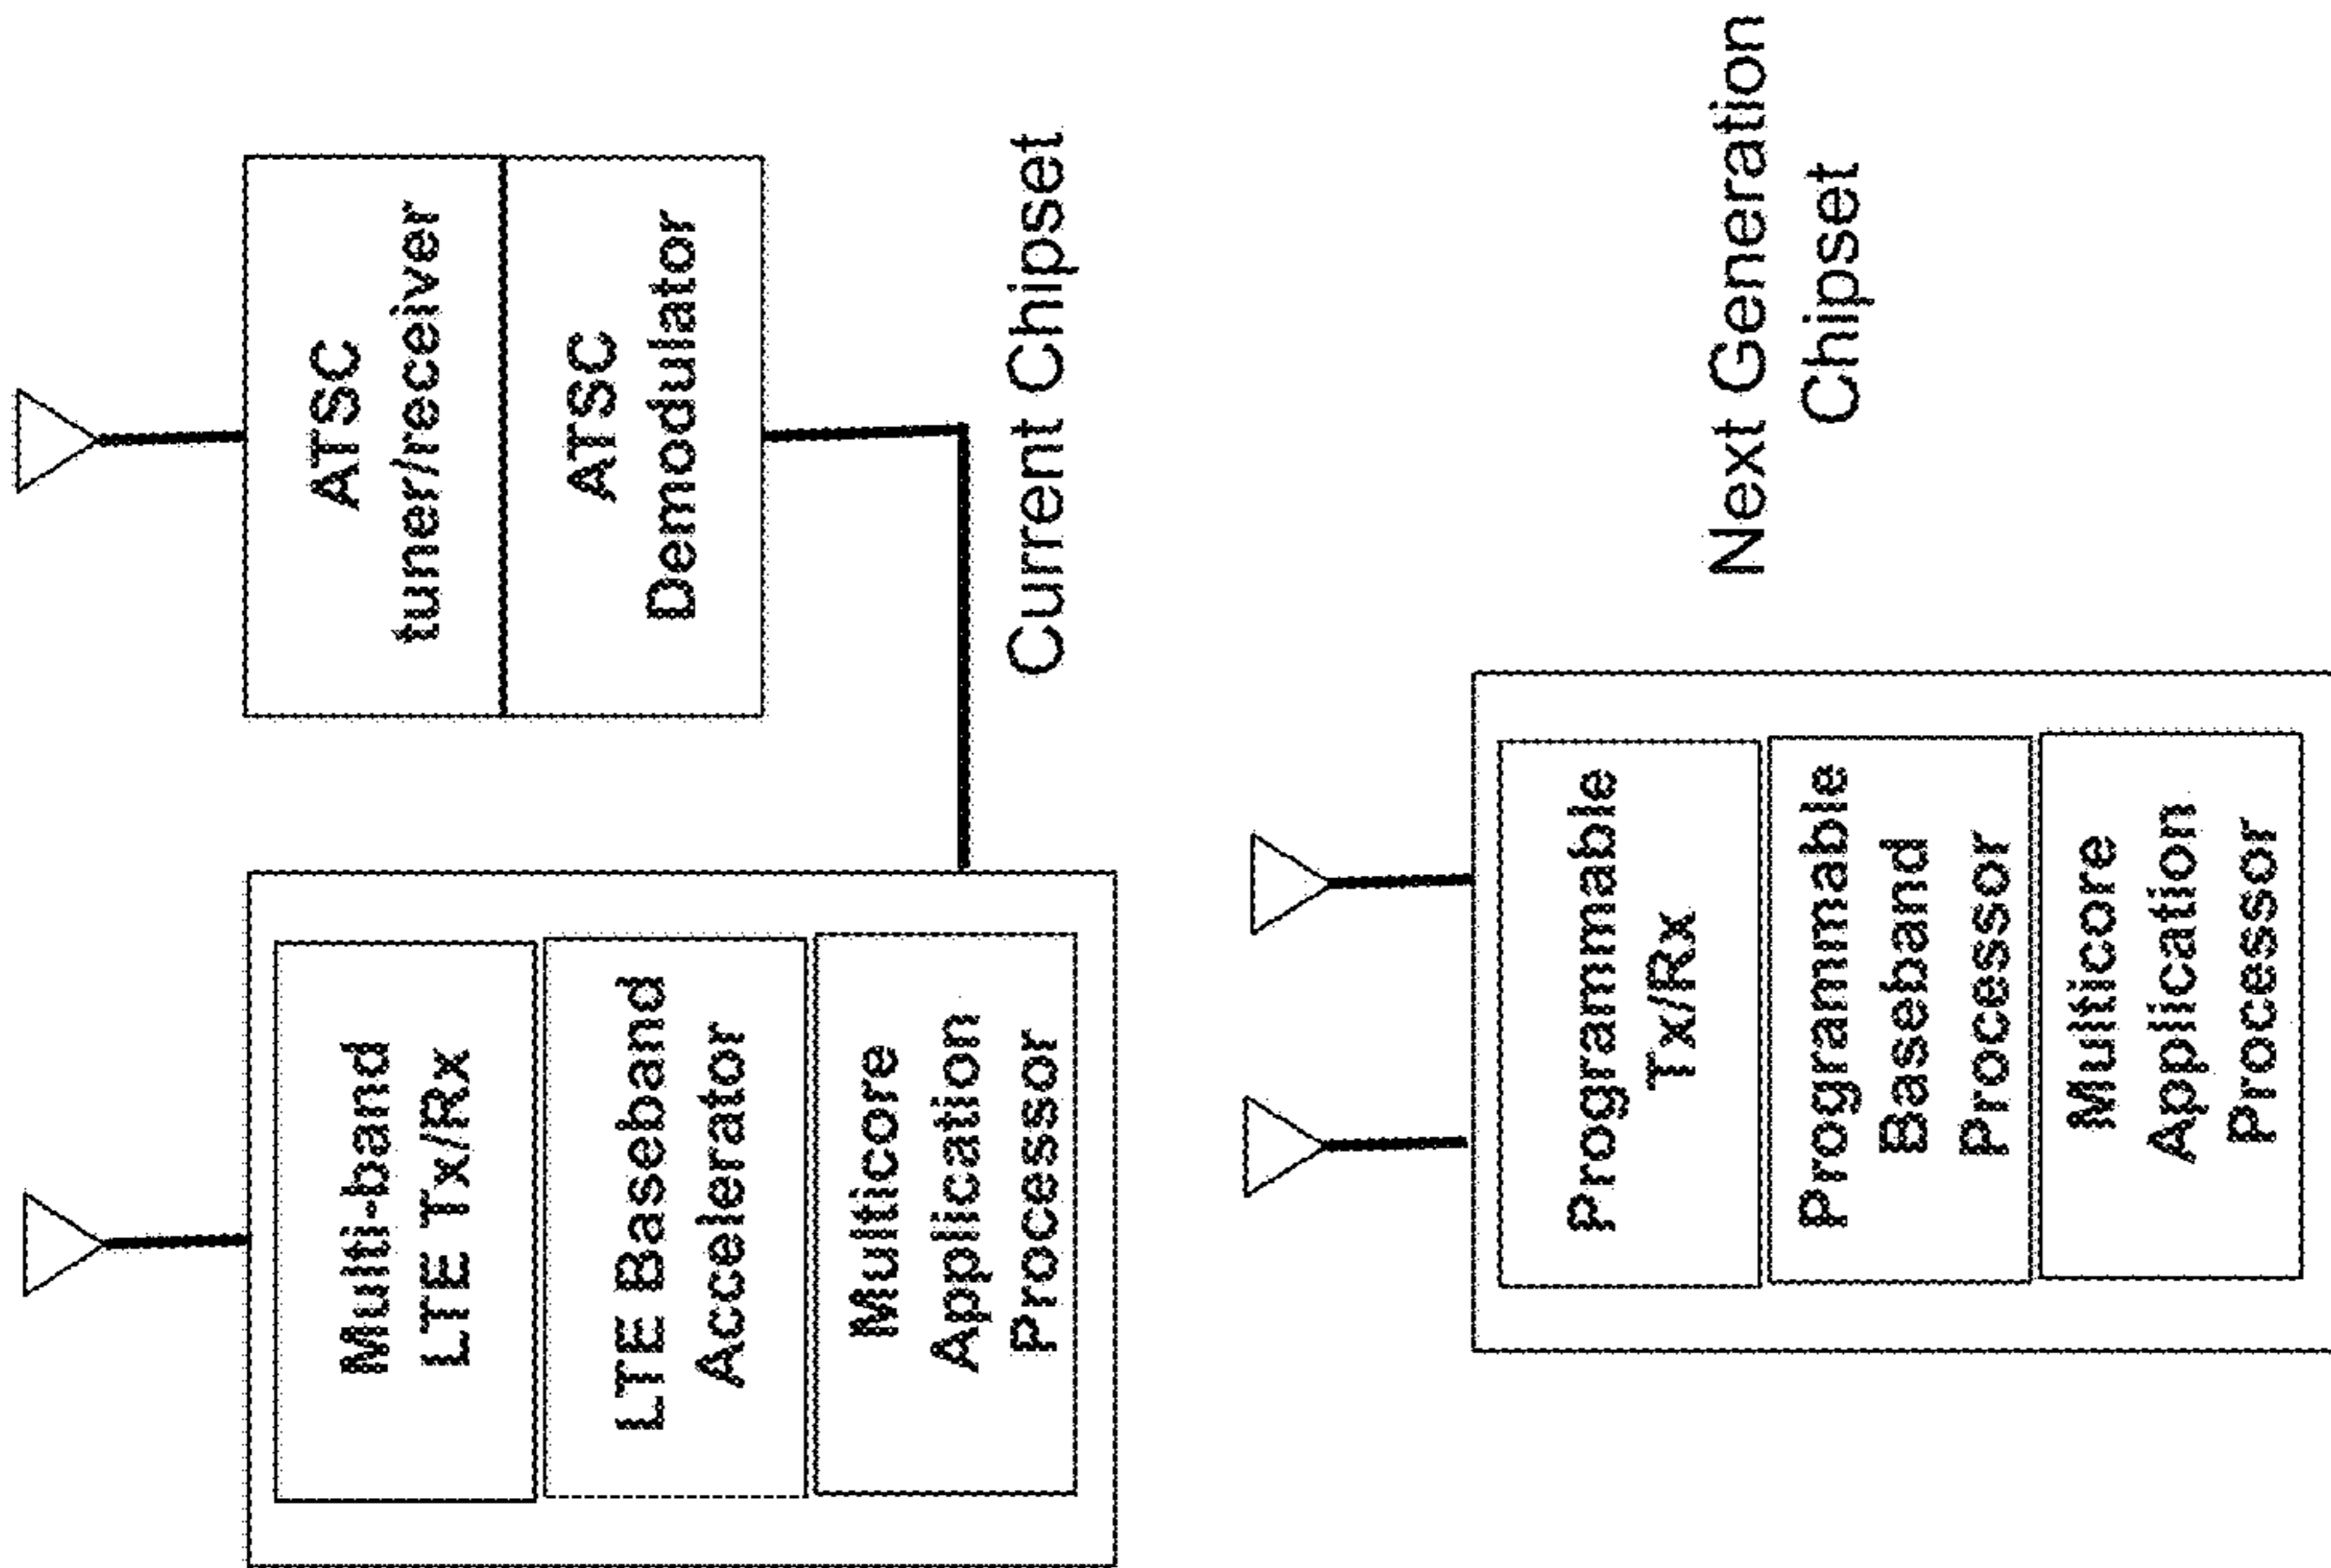 Multi-band
LTE Tx/Rx
LTE Baseband
Accelerator
Multicore
Application
Processor
ATSC
tuner/receiver
ATSC
Demodulator
Current Chipset
Programmable
Tx/Rx
Programmable
Baseband
Processor
Multicore
Application
Processor
Next Generation
Chipset